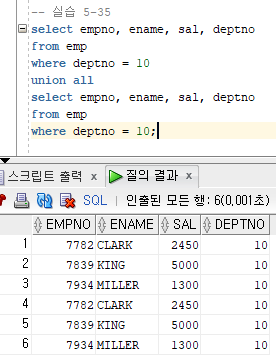 -- 실습 5-35
select empno, ename, sal, deptno
from emp
where deptno = 10
union all
select empno, ename, sal, deptno
from emp
where deptno = 10;
스크립트 출력 x 질의 결과 x
SQL | 인출된 모든 행: 6(0,001초)
EMPNO ENAME SAL DEPTNO
1 7782 CLARK 2450 10
2 7839 KING 5000 10
3 7934 MILLER 1300 10
4 7782 CLARK 2450 10
5 7839 KING 5000 10
6 7934 MILLER 1300 10